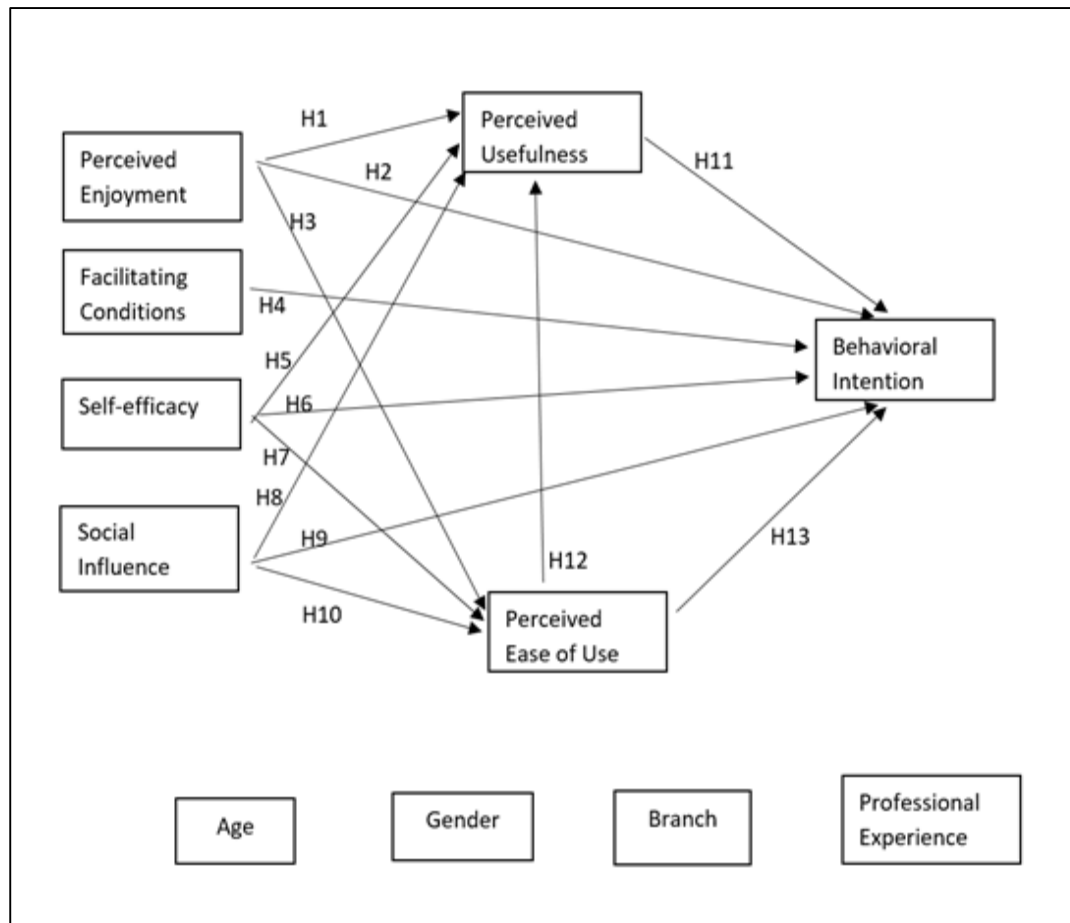 H1
Perceived
Usefulness
H2
H11
Perceived
Enjoyment
H3
Facilitating
Conditions
H4
Behavioral
Intention
H5
Self-efficacy
H6
H7
H8
Social
Influence
H9
H10
H12
H13
Perceived
Ease of Use
Age
Gender
Branch
Professional
Experience